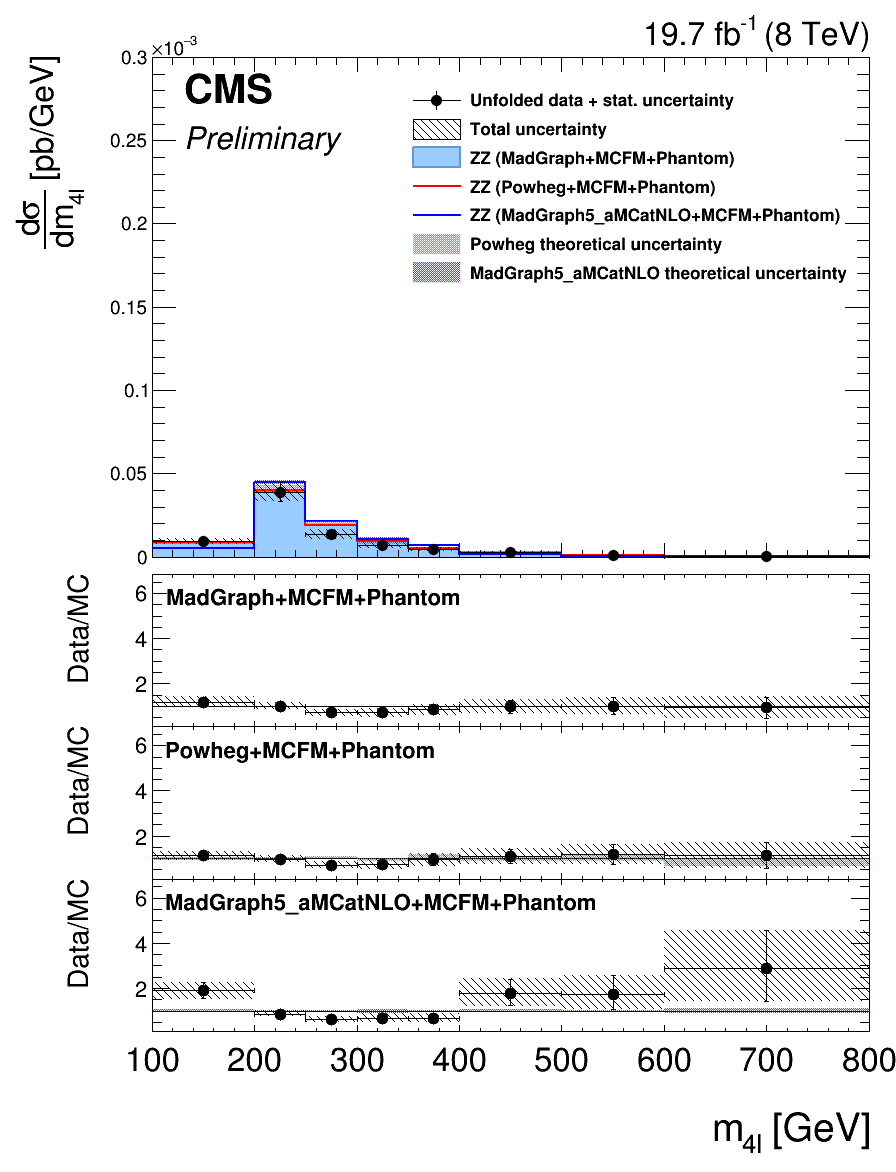 19.7 fb⁻¹ (8 TeV)
×10⁻³
CMS
Preliminary
dσ/dm₄ₗ [pb/GeV]
0.3
0.25
0.2
0.15
0.1
0.05
0
Unfolded data + stat. uncertainty
Total uncertainty
ZZ (MadGraph+MCFM+Phantom)
ZZ (Powheg+MCFM+Phantom)
ZZ (MadGraph5_aMCatNLO+MCFM+Phantom)
Powheg theoretical uncertainty
MadGraph5_aMCatNLO theoretical uncertainty
Data/MC
6
4
2
MadGraph+MCFM+Phantom
Data/MC
6
4
2
Powheg+MCFM+Phantom
Data/MC
6
4
2
MadGraph5_aMCatNLO+MCFM+Phantom
100 200 300 400 500 600 700 800
m₄ₗ [GeV]